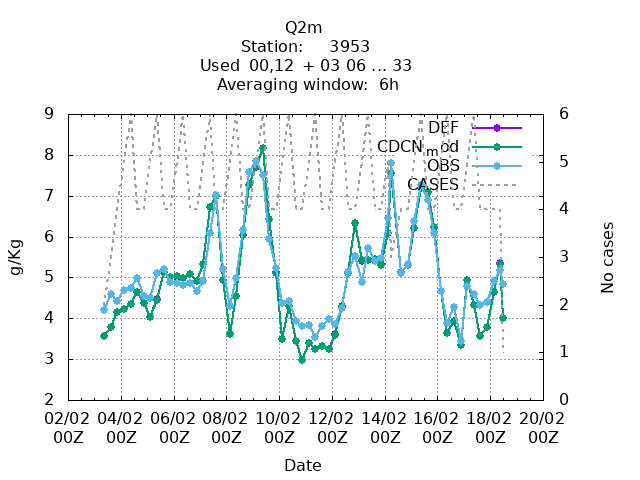 Q2m
Station: 3953
Used 00,12 + 03 06 ... 33
Averaging window: 6h
9 6
DEF
8 CDCN_mod 5
OBS
7 CASES 4
6
5 3
4 2
3 1
2 0
g/Kg
No cases
02/02 04/02 06/02 08/02 10/02 12/02 14/02 16/02 18/02 20/02
00Z 00Z 00Z 00Z 00Z 00Z 00Z 00Z 00Z 00Z
Date